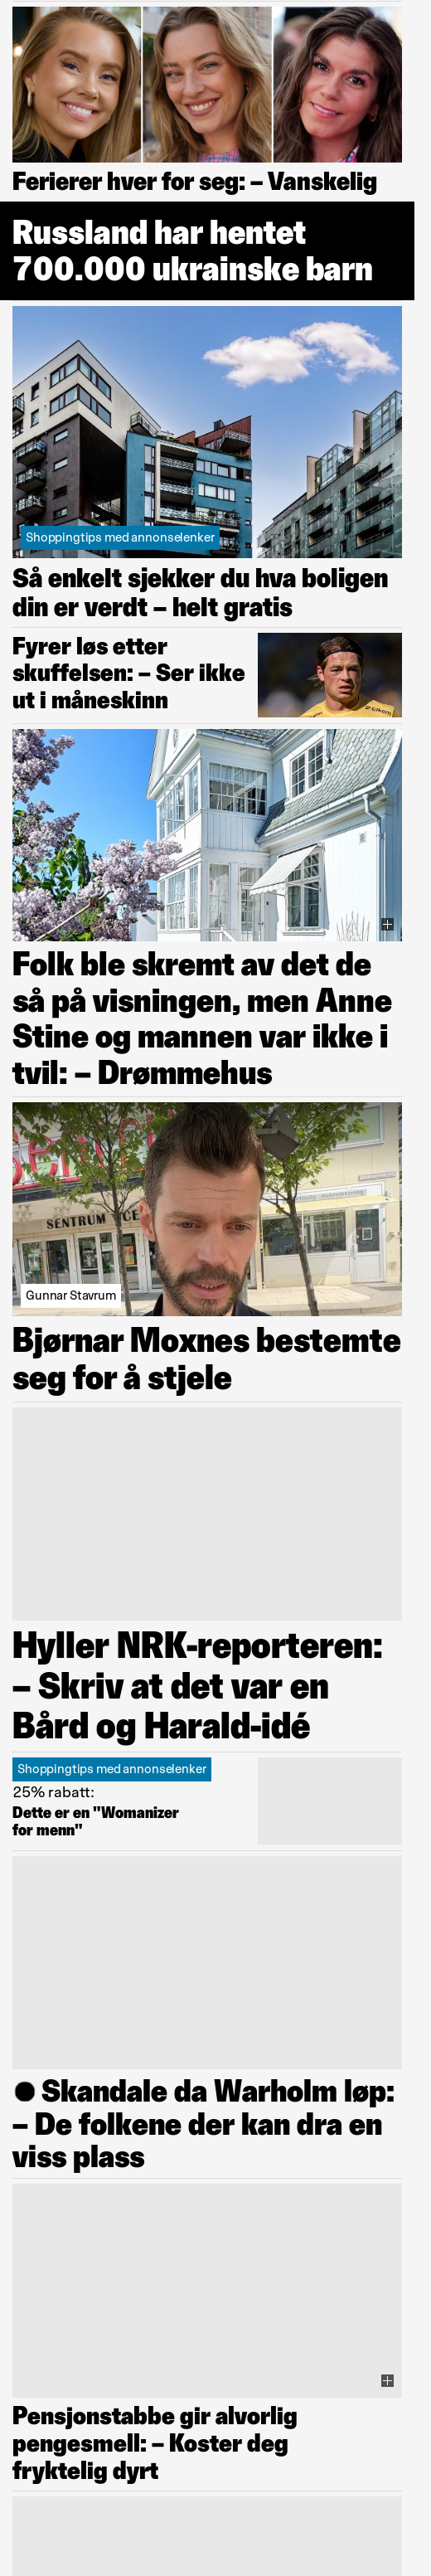 Ferierer hver for seg: – Vanskelig
Russland har hentet
700.000 ukrainske barn
Shoppingtips med annonselenker
Så enkelt sjekker du hva boligen
din er verdt – helt gratis
Fyrer løs etter
skuffelsen: – Ser ikke
ut i måneskinn
Elkem
Folk ble skremt av det de
så på visningen, men Anne
Stine og mannen var ikke i
tvil: – Drømmehus
SENTRUM
Gunnar Stavrum
Bjørnar Moxnes bestemte
seg for å stjele
Hyller NRK-reporteren:
– Skriv at det var en
Bård og Harald-idé
Shoppingtips med annonselenker
25% rabatt:
Dette er en "Womanizer
for menn"
Skandale da Warholm løp:
– De folkene der kan dra en
viss plass
Pensjonstabbe gir alvorlig
pengesmell: – Koster deg
fryktelig dyrt